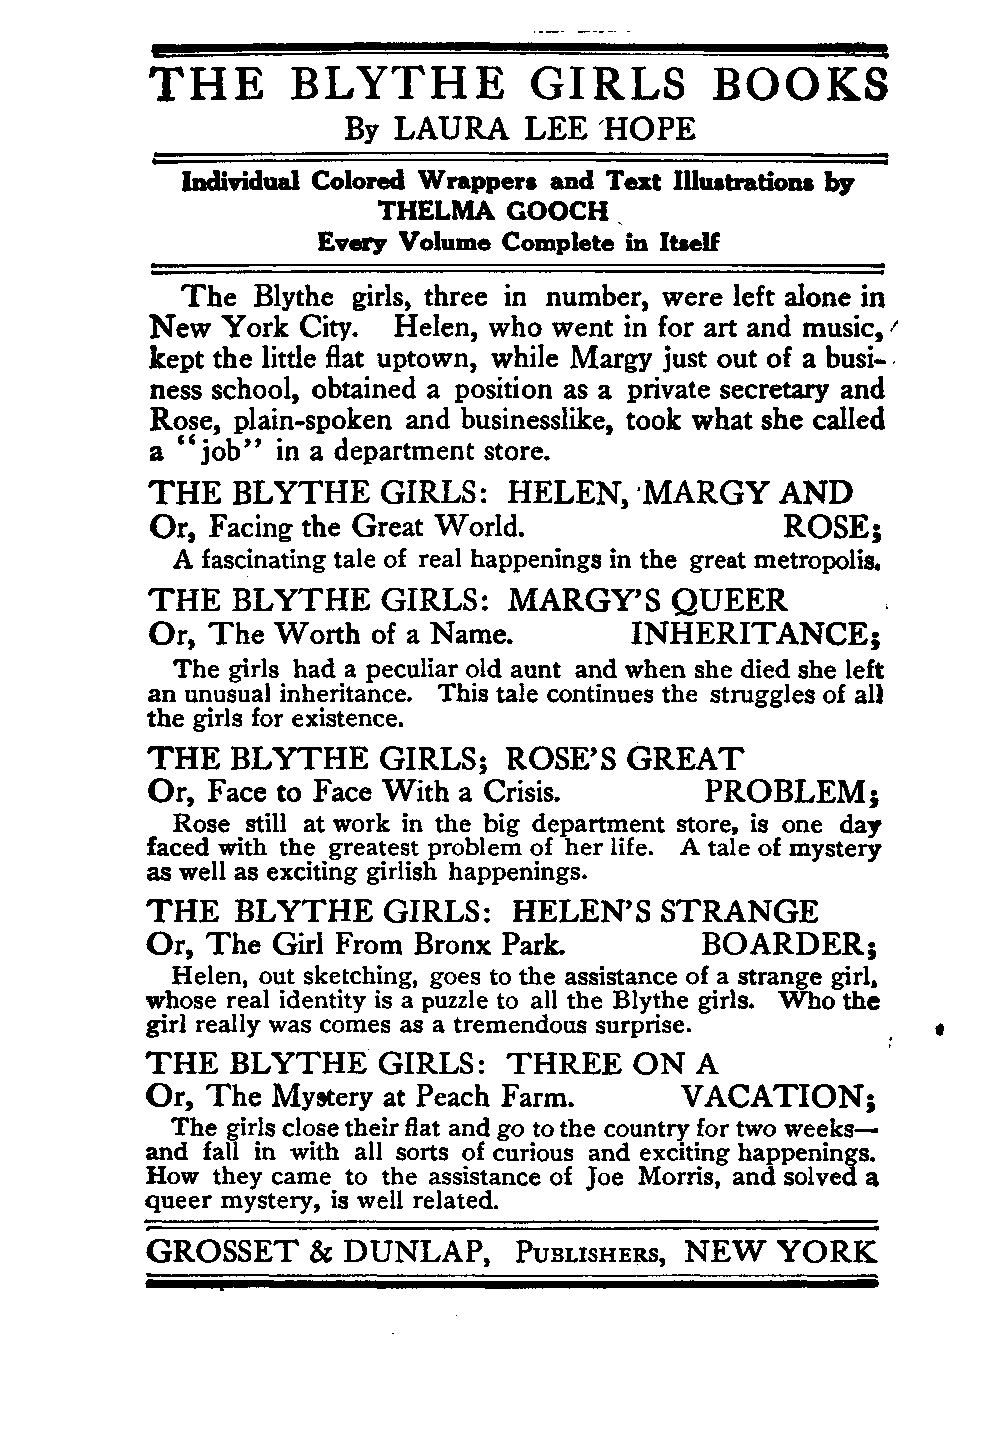 THE BLYTHE GIRLS BOOKS
By LAURA LEE HOPE
Individual Colored Wrappers and Text Illustrations by
THELMA GOOCH
Every Volume Complete in Itself
The Blythe girls, three in number, were left alone in
New York City. Helen, who went in for art and music,
kept the little flat uptown, while Margy just out of a busi-
ness school, obtained a position as a private secretary and
Rose, plain-spoken and businesslike, took what she called
a "job" in a department store.
THE BLYTHE GIRLS: HELEN, MARGY AND
Or, Facing the Great World. ROSE;
A fascinating tale of real happenings in the great metropolis.
THE BLYTHE GIRLS: MARGY'S QUEER
Or, The Worth of a Name. INHERITANCE;
The girls had a peculiar old aunt and when she died she left
an unusual inheritance. This tale continues the struggles of all
the girls for existence.
THE BLYTHE GIRLS; ROSE'S GREAT
Or, Face to Face With a Crisis. PROBLEM;
Rose still at work in the big department store, is one day
faced with the greatest problem of her life. A tale of mystery
as well as exciting girlish happenings.
THE BLYTHE GIRLS: HELEN'S STRANGE
Or, The Girl From Bronx Park. BOARDER;
Helen, out sketching, goes to the assistance of a strange girl,
whose real identity is a puzzle to all the Blythe girls. Who the
girl really was comes as a tremendous surprise.
THE BLYTHE GIRLS: THREE ON A
Or, The Mystery at Peach Farm. VACATION;
The girls close their flat and go to the country for two weeks—
and fall in with all sorts of curious and exciting happenings.
How they came to the assistance of Joe Morris, and solved a
queer mystery, is well related.
GROSSET & DUNLAP, PUBLISHERS, NEW YORK